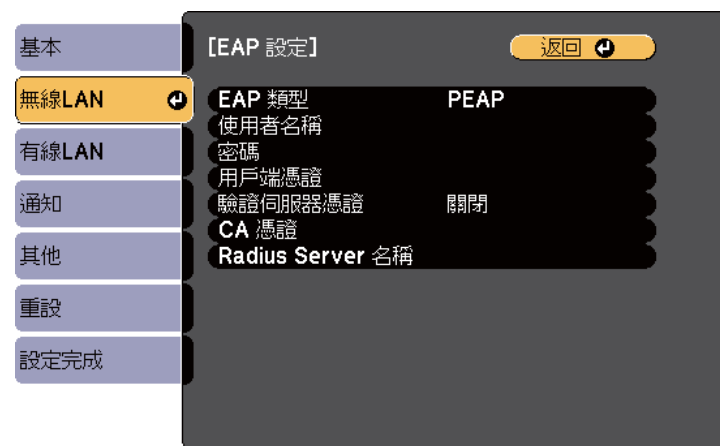 基本
無線LAN
有線LAN
通知
其他
重設
設定完成
[EAP 設定]
返回
EAP 類型 PEAP
使用者名稱
密碼
用戶端憑證
驗證伺服器憑證 關閉
CA 憑證
Radius Server 名稱